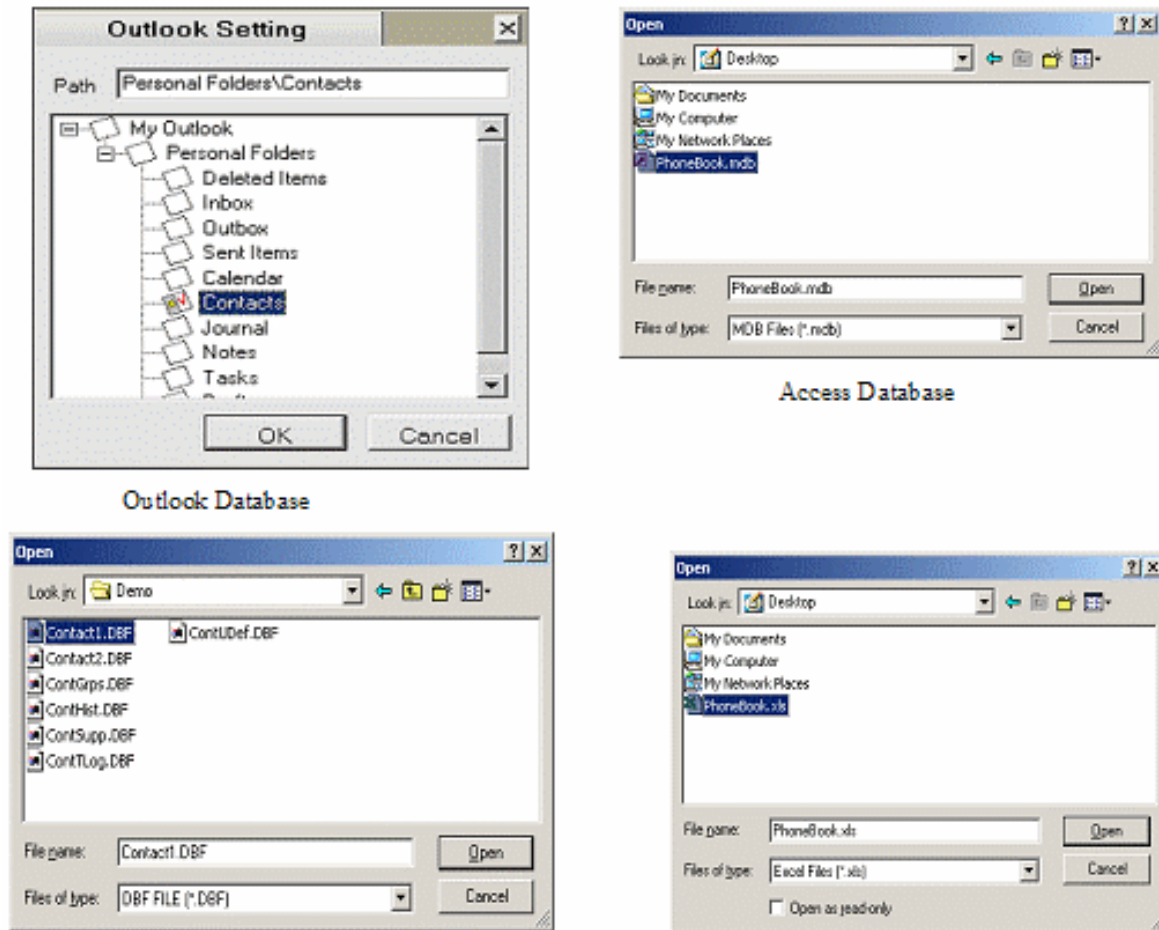 Outlook Setting
Path Personal Folders\Contacts
My Outlook
Personal Folders
Deleted Items
Inbox
Outbox
Sent Items
Calendar
Contacts
Journal
Notes
Tasks
OK Cancel
Outlook Database
Open
Look in: Desktop
My Documents
My Computer
My Network Places
PhoneBook.mdb
File name: PhoneBook.mdb Open
Files of type: MDB Files (*.mdb) Cancel
Access Database
Open
Look in: Demo
Contact1.DBF ContUDef.DBF
Contact2.DBF
ContGrps.DBF
ContHist.DBF
ContSupp.DBF
ContTLog.DBF
File name: Contact1.DBF Open
Files of type: DBF FILE (*.DBF) Cancel
Open
Look in: Desktop
My Documents
My Computer
My Network Places
PhoneBook.xls
File name: PhoneBook.xls Open
Files of type: Excel Files (*.xls) Cancel
Open as read-only